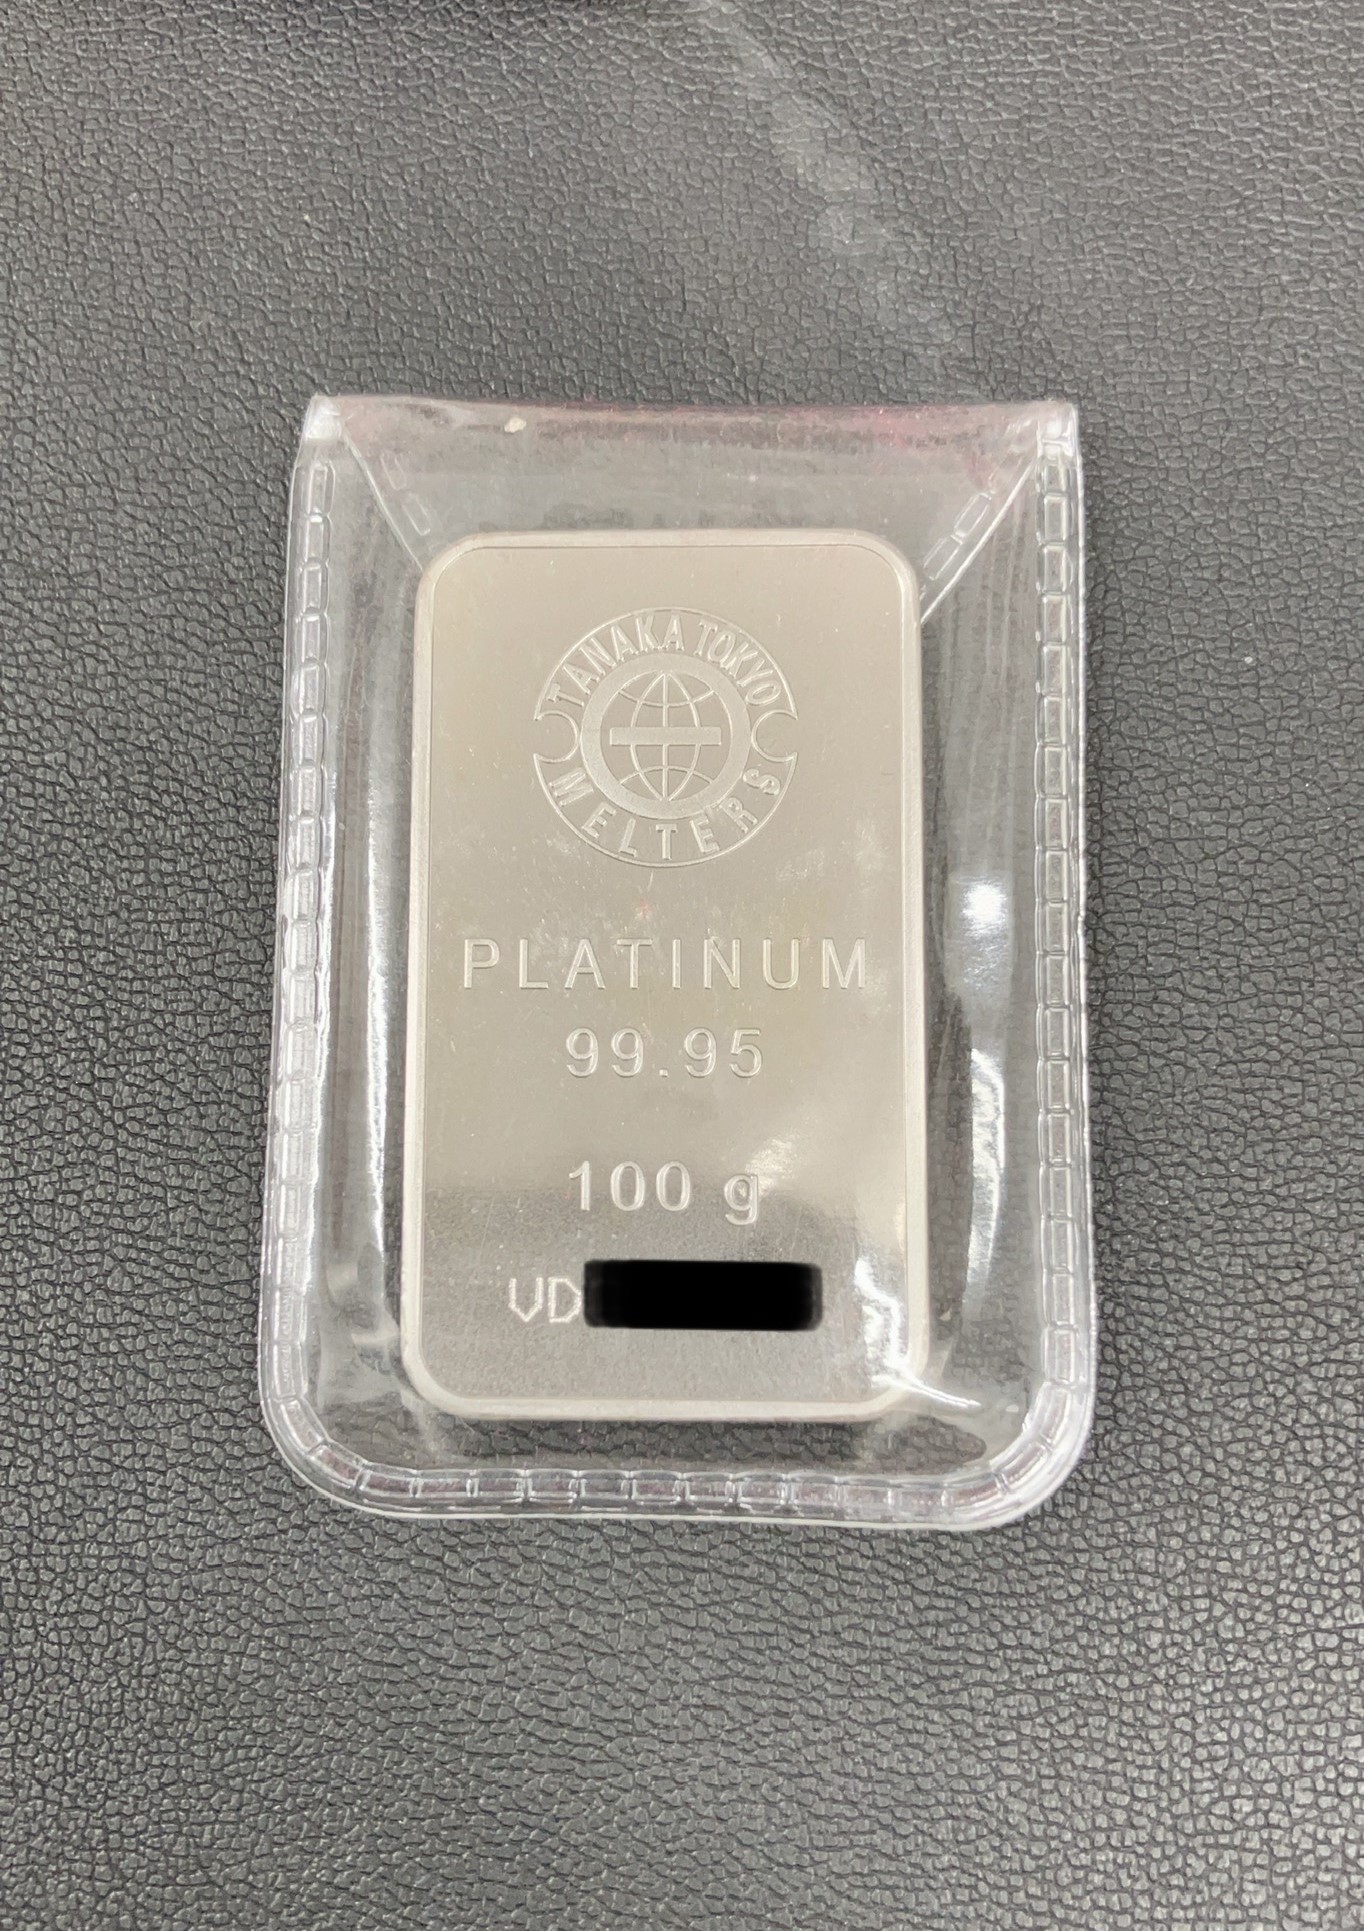 TANAKA TOKYO
MELTERS
PLATINUM
99.95
100 g
VD